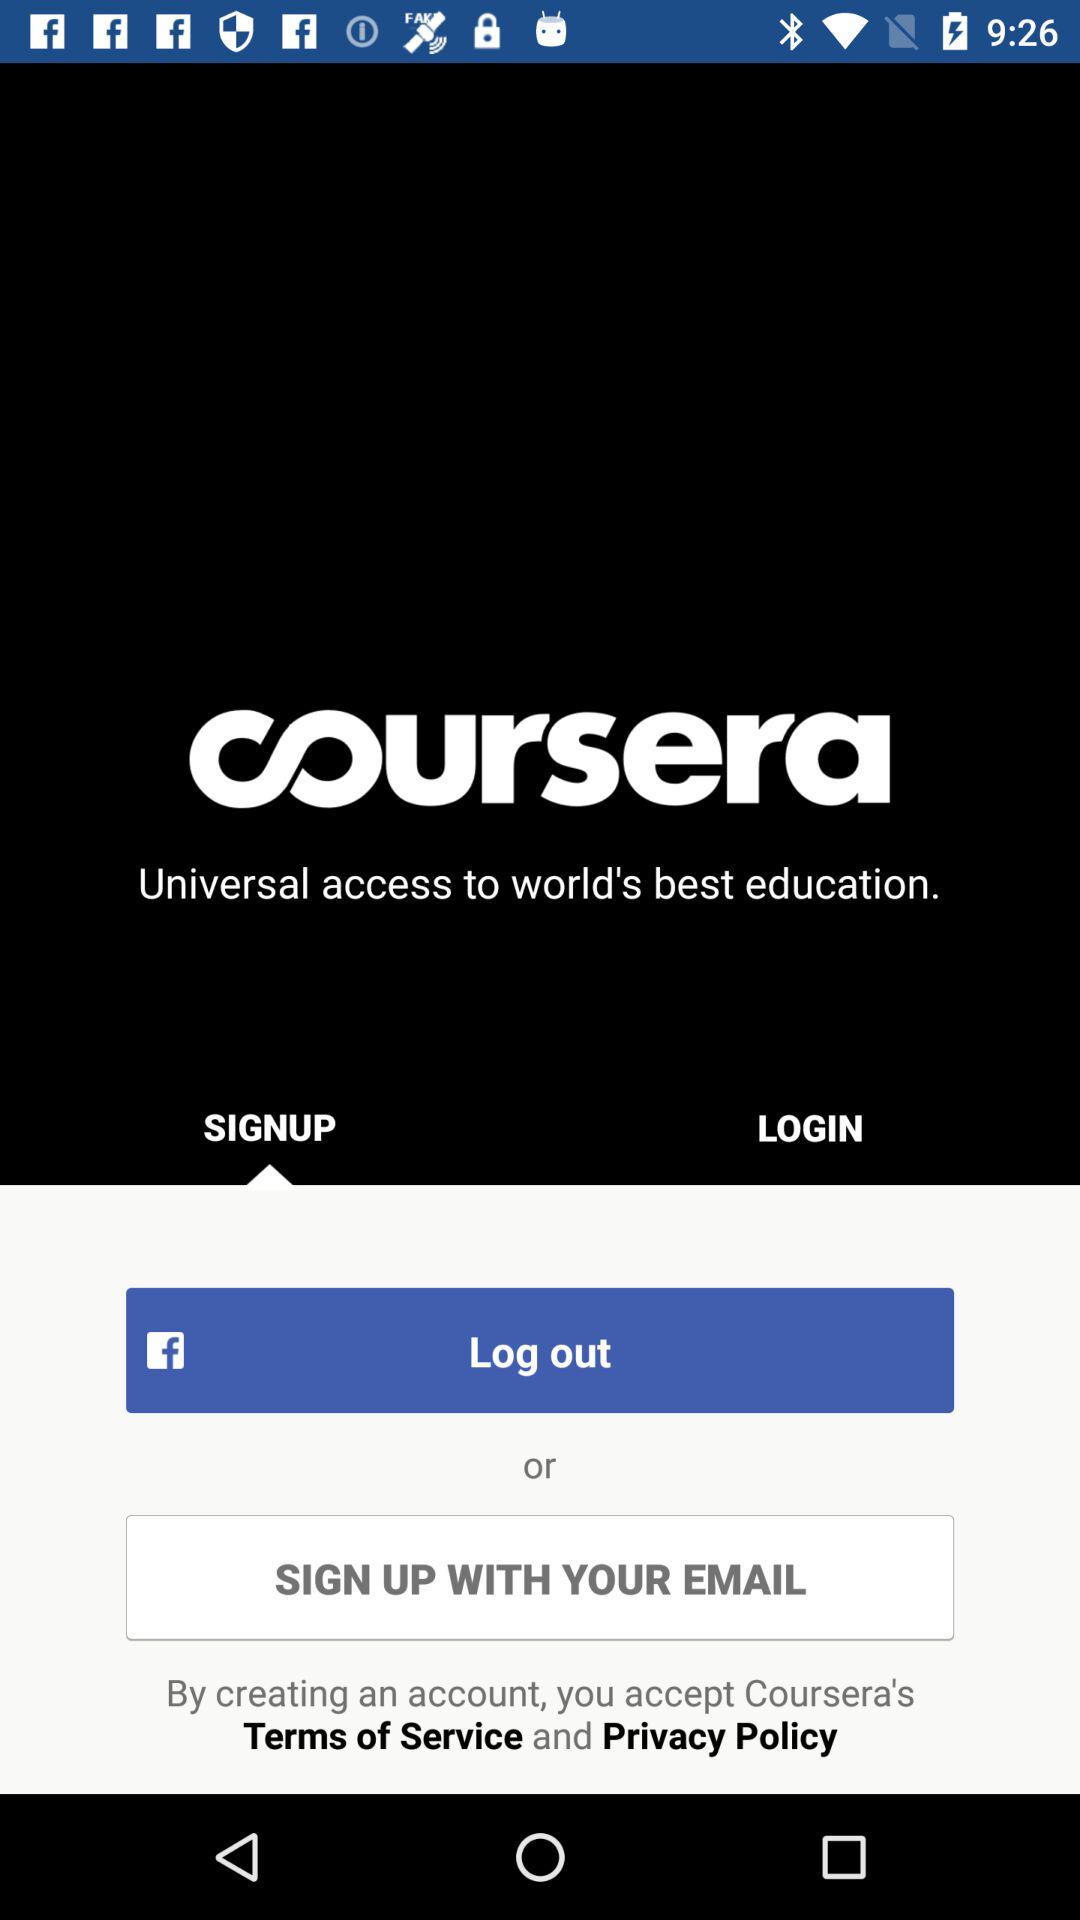 FAKE
9:26
coursera
Universal access to world's best education.
SIGNUP
LOGIN
Log out
or
SIGN UP WITH YOUR EMAIL
By creating an account, you accept Coursera's
Terms of Service and Privacy Policy